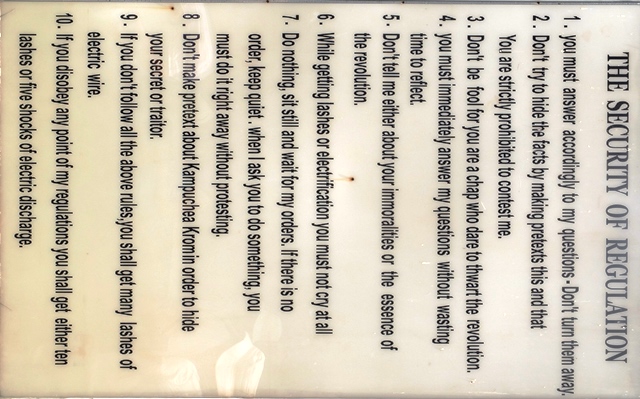 THE SECURITY OF REGULATION
1. you must answer accordingly to my questions - Don't turn them away.
2. Don't try to hide the facts by making pretexts this and that
You are strictly prohibited to contest me.
3. Don't be fool for you are a chap who dare to thwart the revolution.
4. you must immediately answer my questions without wasting
time to reflect.
5. Don't tell me either about your immoralities or the essence of
the revolution.
6. While getting lashes or electrification you must not cry at all
7. Do nothing, sit still and wait for my orders. If there is no
order, keep quiet. when I ask you to do something, you
must do it right away without protesting.
8. Don't make pretext about Kampuchea Krom in order to hide
your secret or traitor.
9. If you don't follow all the above rules,you shall get many lashes of
electric wire.
10. If you disobey any point of my regulations you shall get either ten
lashes or five shocks of electric discharge.